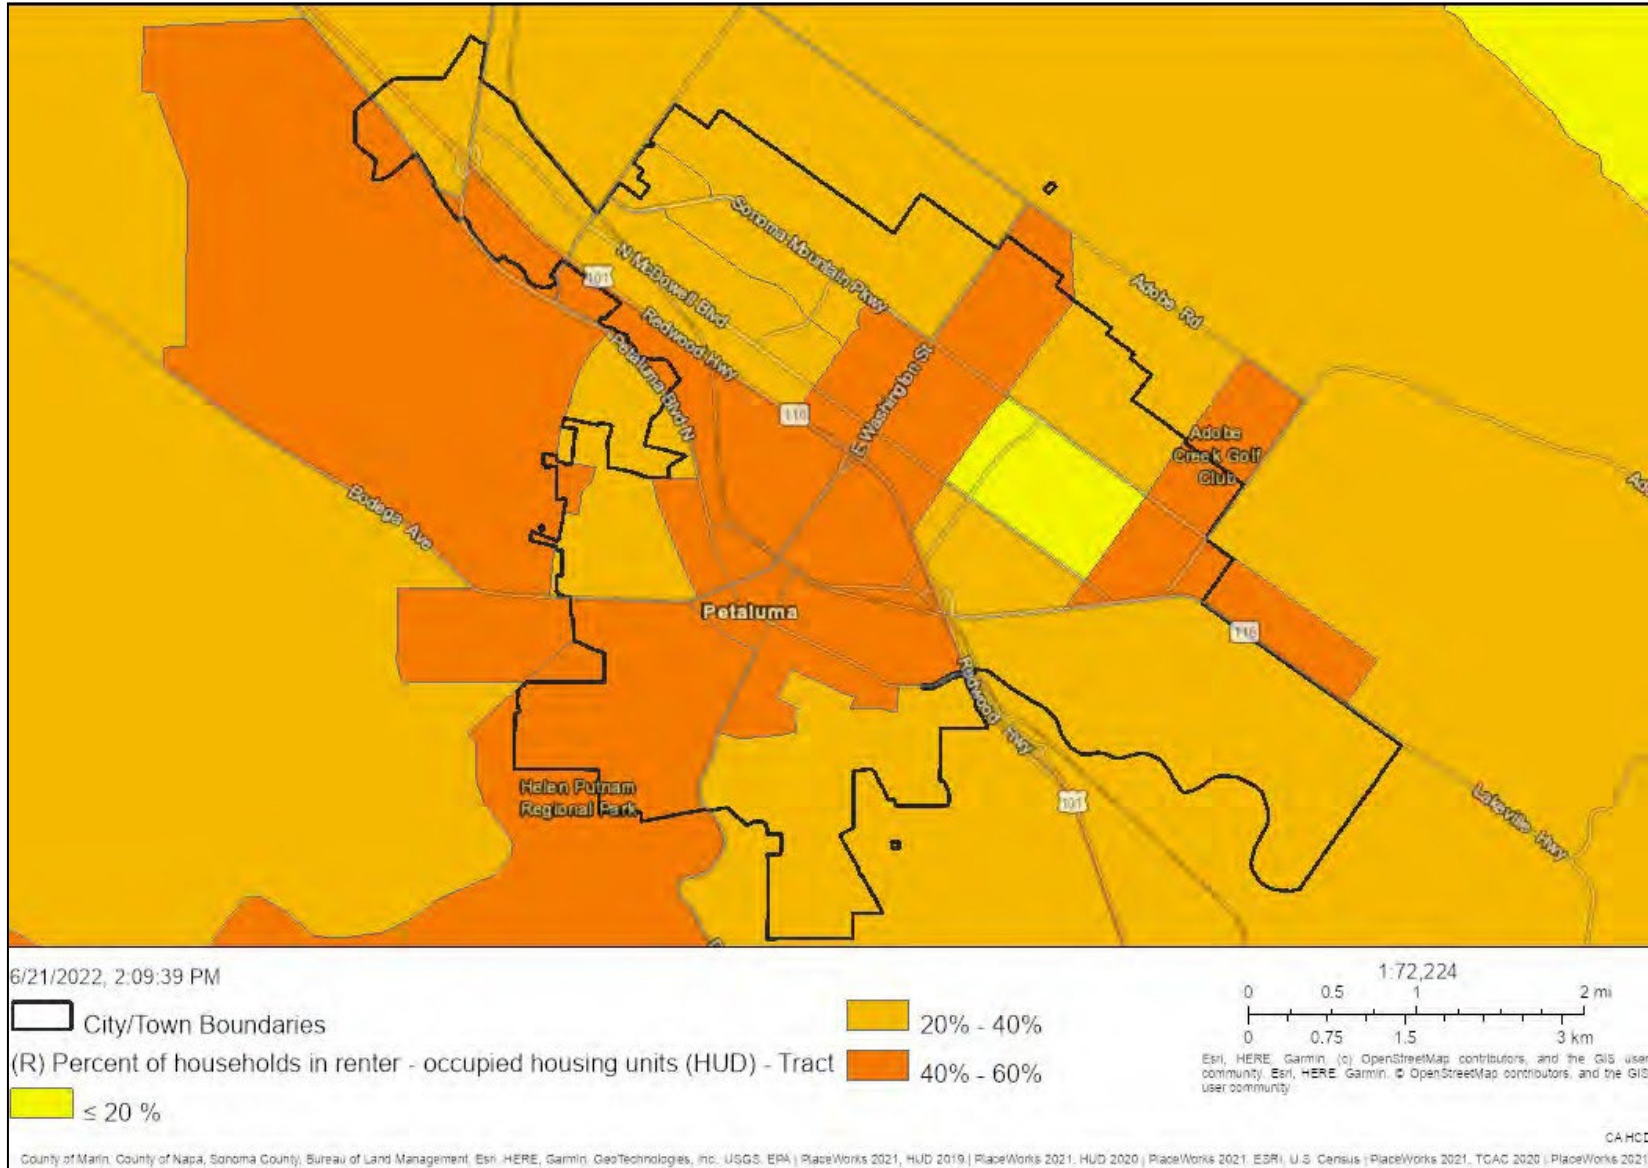 Sonoma Mountain Pkwy
N McDowell Blvd
101
Redwood Hwy
Petaluma Blvd N
116
E Washington St
Adobe Rd
Adobe
Creek Golf
Club
Bodega Ave
Petaluma
116
Redwood Hwy
Helen Putnam
Regional Park
101
Lakeville Hwy
6/21/2022, 2:09:39 PM
City/Town Boundaries
(R) Percent of households in renter - occupied housing units (HUD) - Tract
≤ 20 %
20% - 40%
40% - 60%
1:72,224
0 0.5 1 2 mi
0 0.75 1.5 3 km
Esri, HERE, Garmin, (c) OpenStreetMap contributors, and the GIS user
community, Esri, HERE, Garmin, © OpenStreetMap contributors, and the GIS
user community
CA HCD
County of Marin, County of Napa, Sonoma County, Bureau of Land Management, Esri, HERE, Garmin, GeoTechnologies, Inc., USGS, EPA | PlaceWorks 2021, HUD 2019 | PlaceWorks 2021, HUD 2020 | PlaceWorks 2021, ESRI, U.S. Census | PlaceWorks 2021, TCAC 2020 | PlaceWorks 202